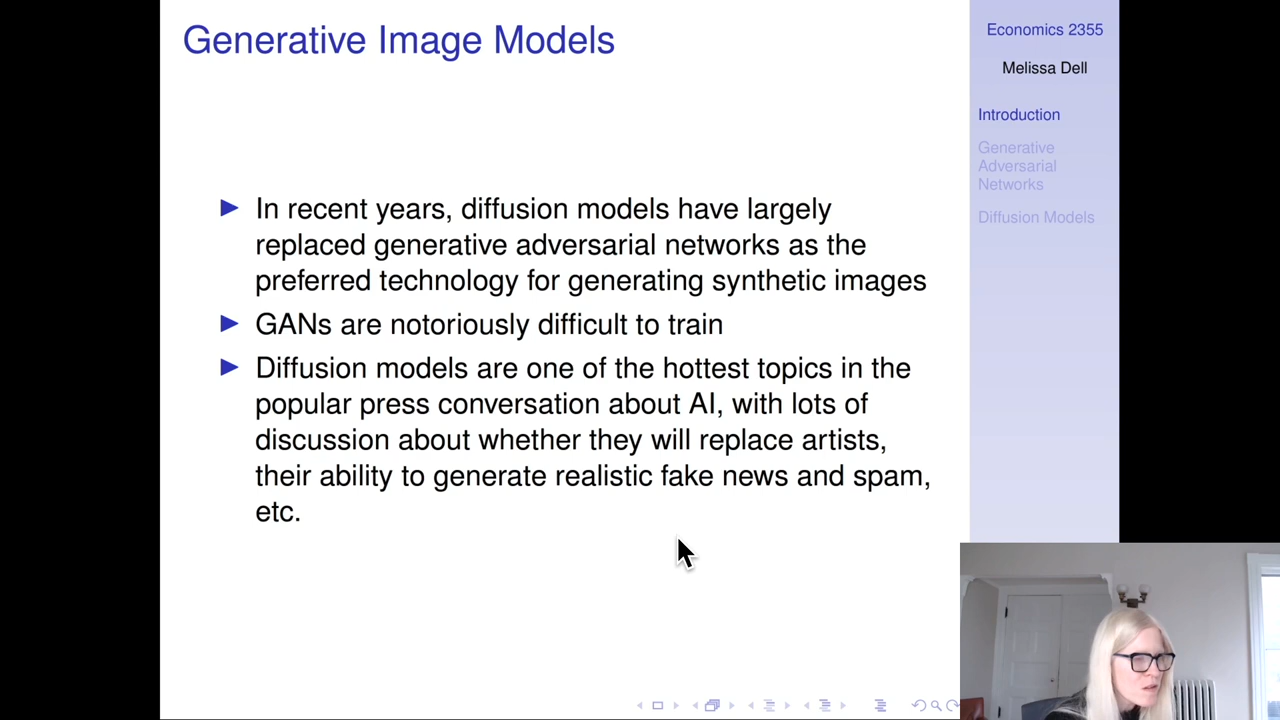 Generative Image Models
In recent years, diffusion models have largely
replaced generative adversarial networks as the
preferred technology for generating synthetic images
GANs are notoriously difficult to train
Diffusion models are one of the hottest topics in the
popular press conversation about AI, with lots of
discussion about whether they will replace artists,
their ability to generate realistic fake news and spam,
etc.
Economics 2355
Melissa Dell
Introduction
Generative
Adversarial
Networks
Diffusion Models